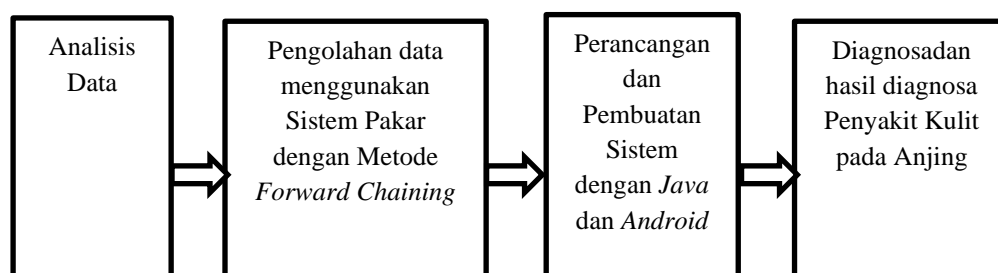 Analisis
Data
Pengolahan data
menggunakan
Sistem Pakar
dengan Metode
Forward Chaining
Perancangan
dan
Pembuatan
Sistem
dengan Java
dan Android
Diagnosadan
hasil diagnosa
Penyakit Kulit
pada Anjing